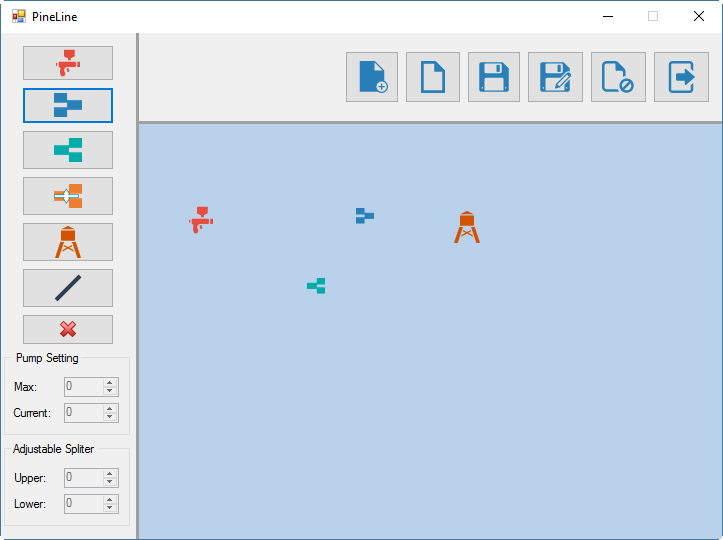 PineLine
Pump Setting
Max: 0
Current: 0
Adjustable Spliter
Upper: 0
Lower: 0